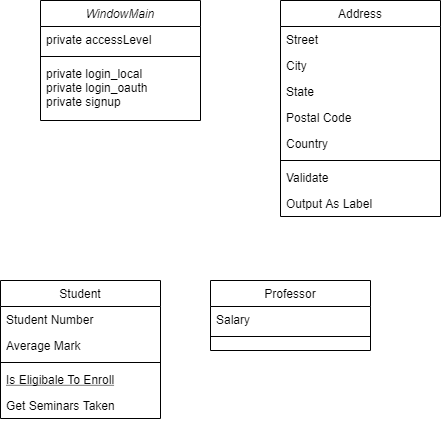 WindowMain
private accessLevel
private login_local
private login_oauth
private signup
Address
Street
City
State
Postal Code
Country
Validate
Output As Label
Student
Student Number
Average Mark
Is Eligibale To Enroll
Get Seminars Taken
Professor
Salary